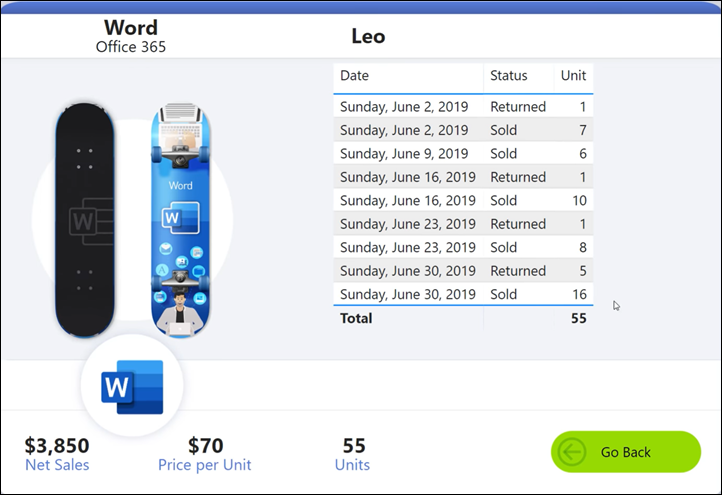 Word
Office 365
Leo
Date Status Unit
Sunday, June 2, 2019 Returned 1
Sunday, June 2, 2019 Sold 7
Sunday, June 9, 2019 Sold 6
Sunday, June 16, 2019 Returned 1
Sunday, June 16, 2019 Sold 10
Sunday, June 23, 2019 Returned 1
Sunday, June 23, 2019 Sold 8
Sunday, June 30, 2019 Returned 5
Sunday, June 30, 2019 Sold 16
Total 55
Word
W
W
W
$3,850
Net Sales
$70
Price per Unit
55
Units
Go Back